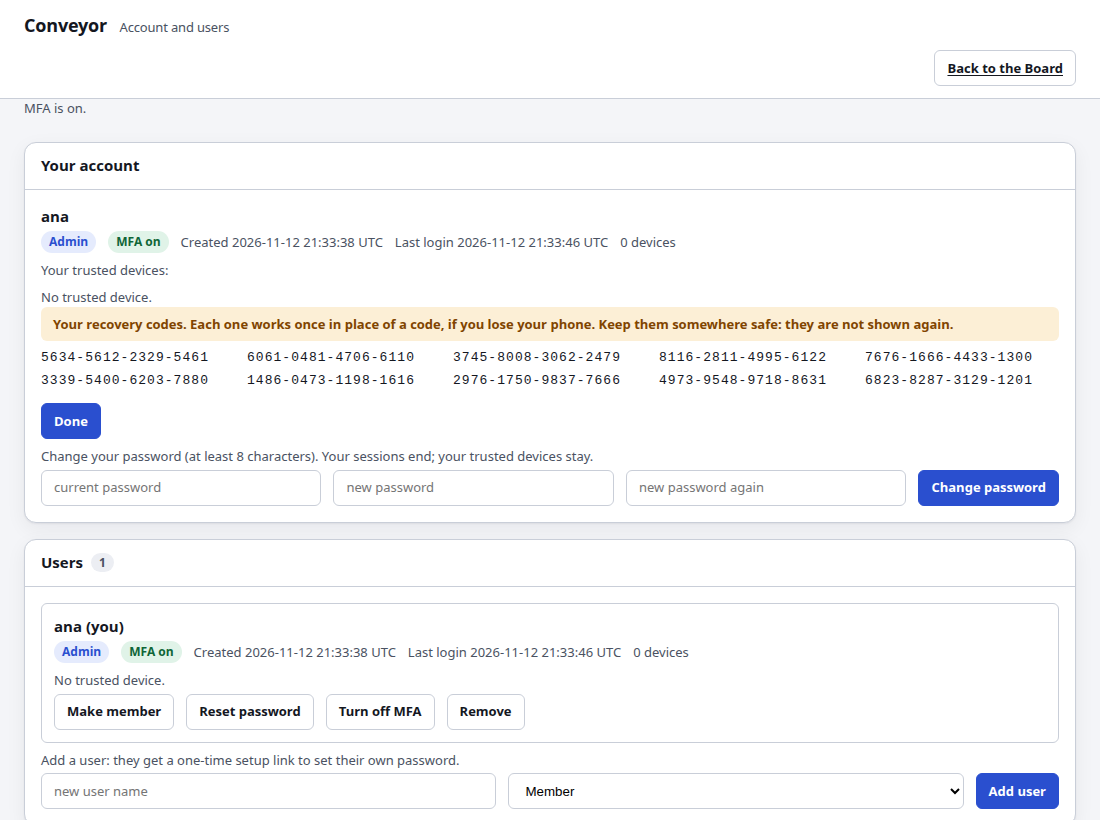 Conveyor Account and users
Back to the Board
MFA is on.
Your account
ana
Admin MFA on Created 2026-11-12 21:33:38 UTC Last login 2026-11-12 21:33:46 UTC 0 devices
Your trusted devices:
No trusted device.
Your recovery codes. Each one works once in place of a code, if you lose your phone. Keep them somewhere safe: they are not shown again.
5634-5612-2329-5461 6061-0481-4706-6110 3745-8008-3062-2479 8116-2811-4995-6122 7676-1666-4433-1300
3339-5400-6203-7880 1486-0473-1198-1616 2976-1750-9837-7666 4973-9548-9718-8631 6823-8287-3129-1201
Done
Change your password (at least 8 characters). Your sessions end; your trusted devices stay.
current password new password new password again Change password
Users 1
ana (you)
Admin MFA on Created 2026-11-12 21:33:38 UTC Last login 2026-11-12 21:33:46 UTC 0 devices
No trusted device.
Make member Reset password Turn off MFA Remove
Add a user: they get a one-time setup link to set their own password.
new user name Member Add user